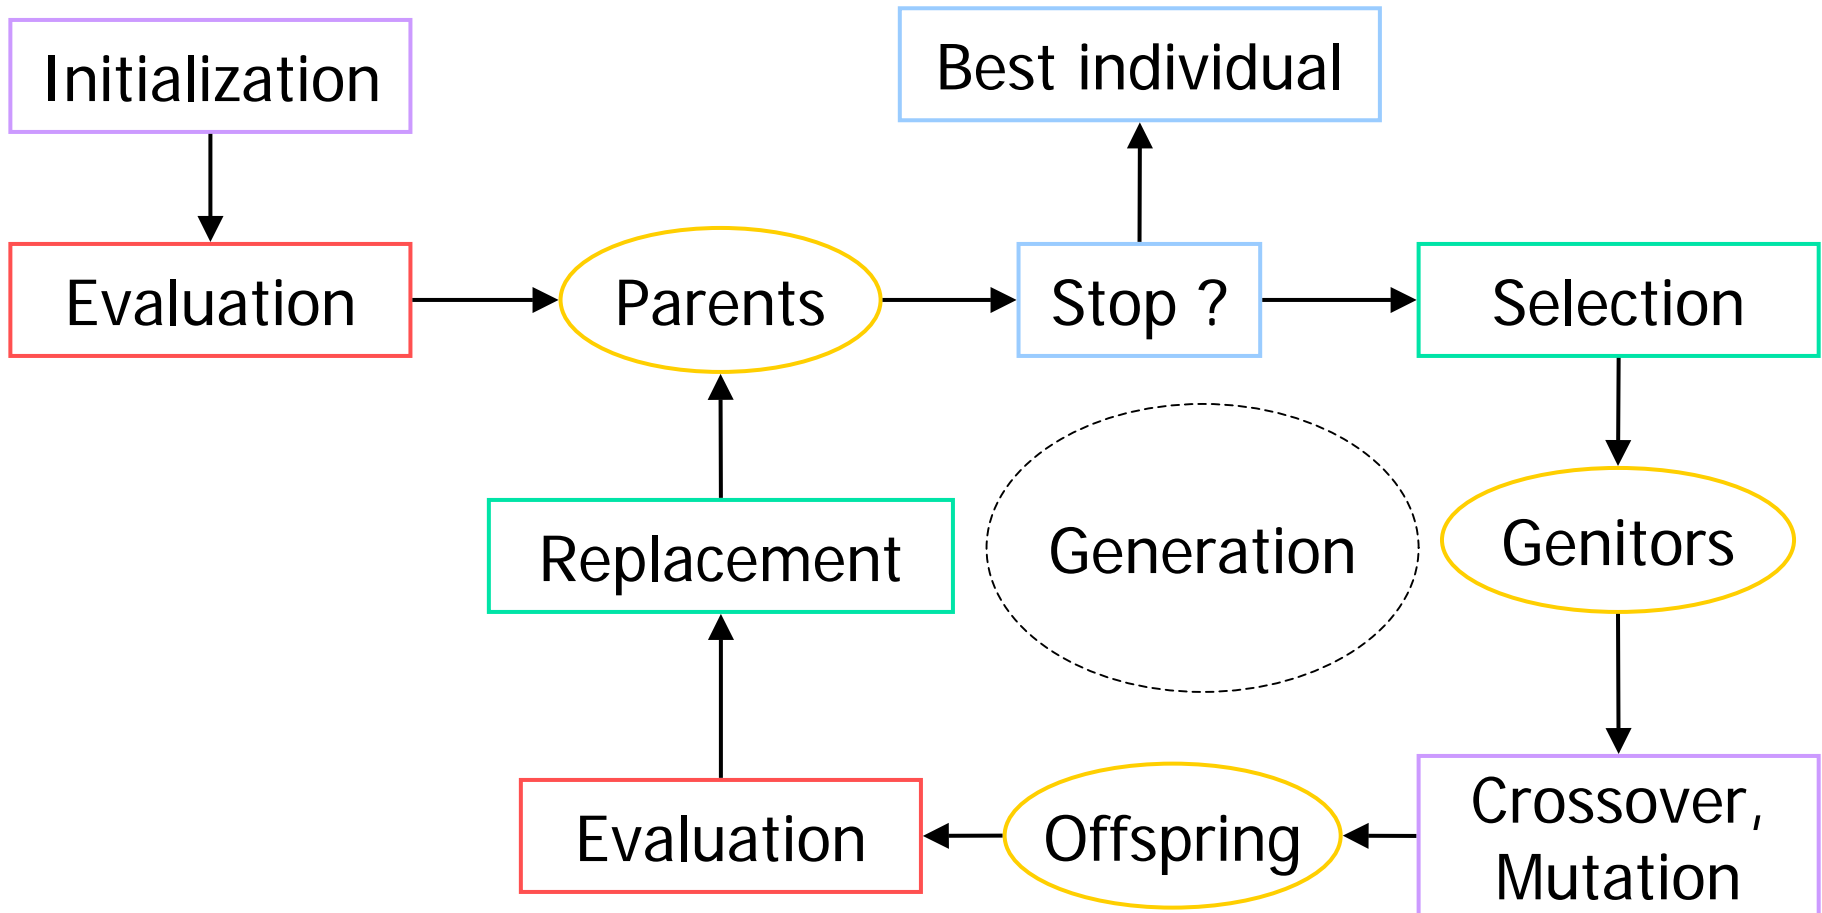 Initialization
Best individual
Evaluation
Parents
Stop ?
Selection
Replacement
Generation
Genitors
Evaluation
Offspring
Crossover,
Mutation